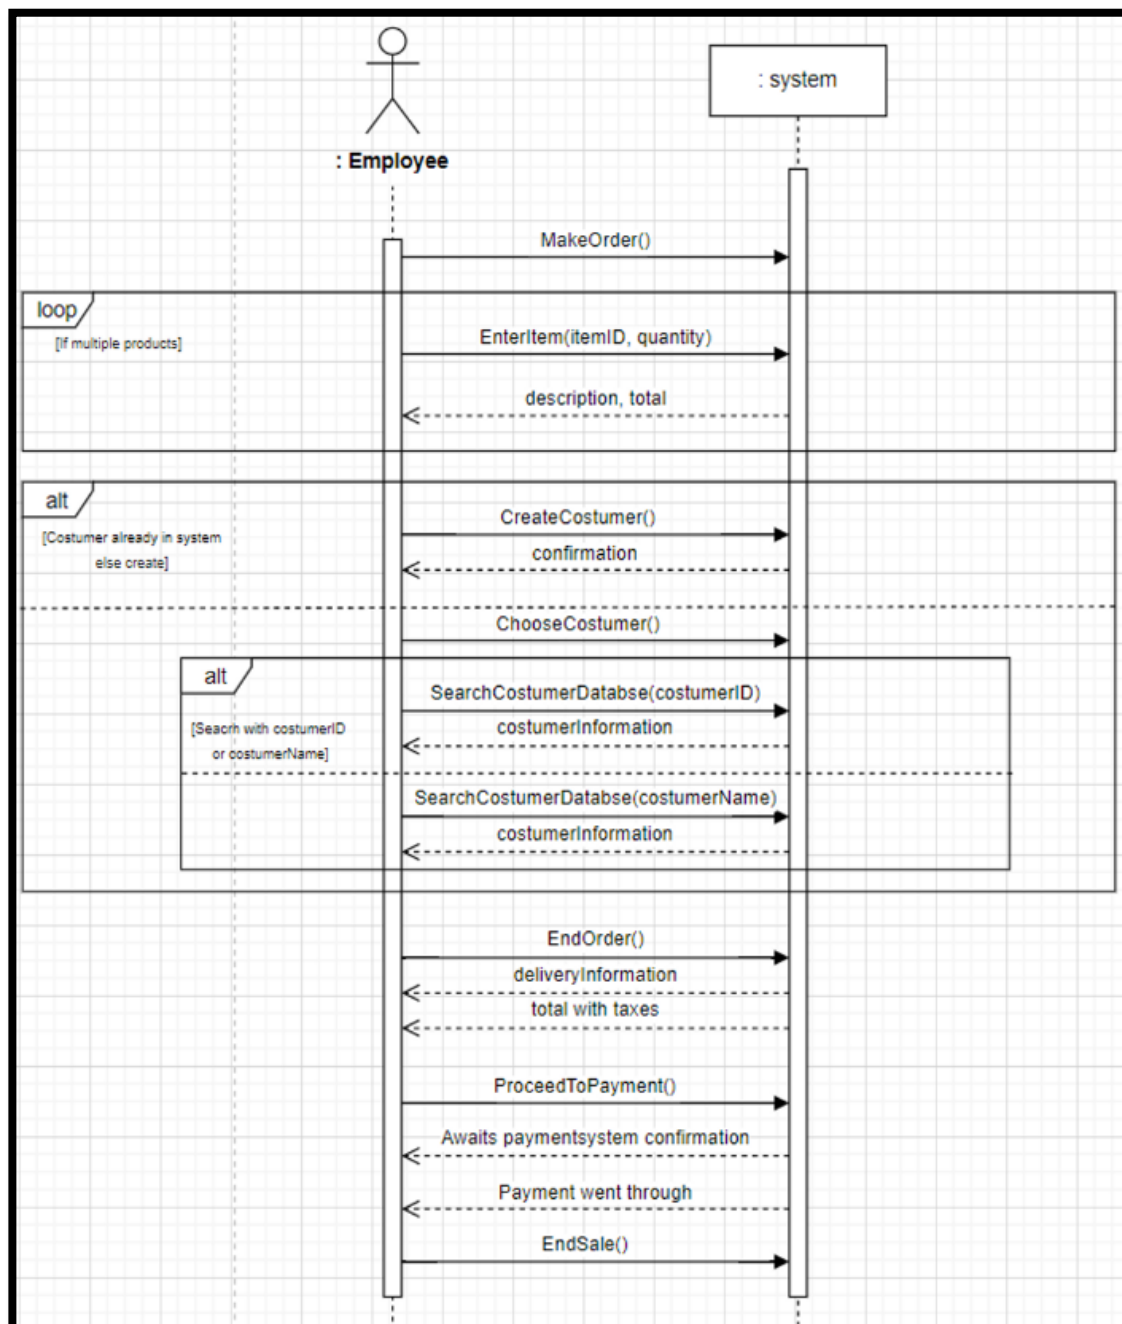 : system
: Employee
MakeOrder()
loop
[If multiple products]
EnterItem(itemID, quantity)
description, total
alt
[Costumer already in system
else create]
CreateCostumer()
confirmation
ChooseCostumer()
alt
[Seacrh with costumerID
or costumerName]
SearchCostumerDatabse(costumerID)
costumerInformation
SearchCostumerDatabse(costumerName)
costumerInformation
EndOrder()
deliveryInformation
total with taxes
ProceedToPayment()
Awaits paymentsystem confirmation
Payment went through
EndSale()